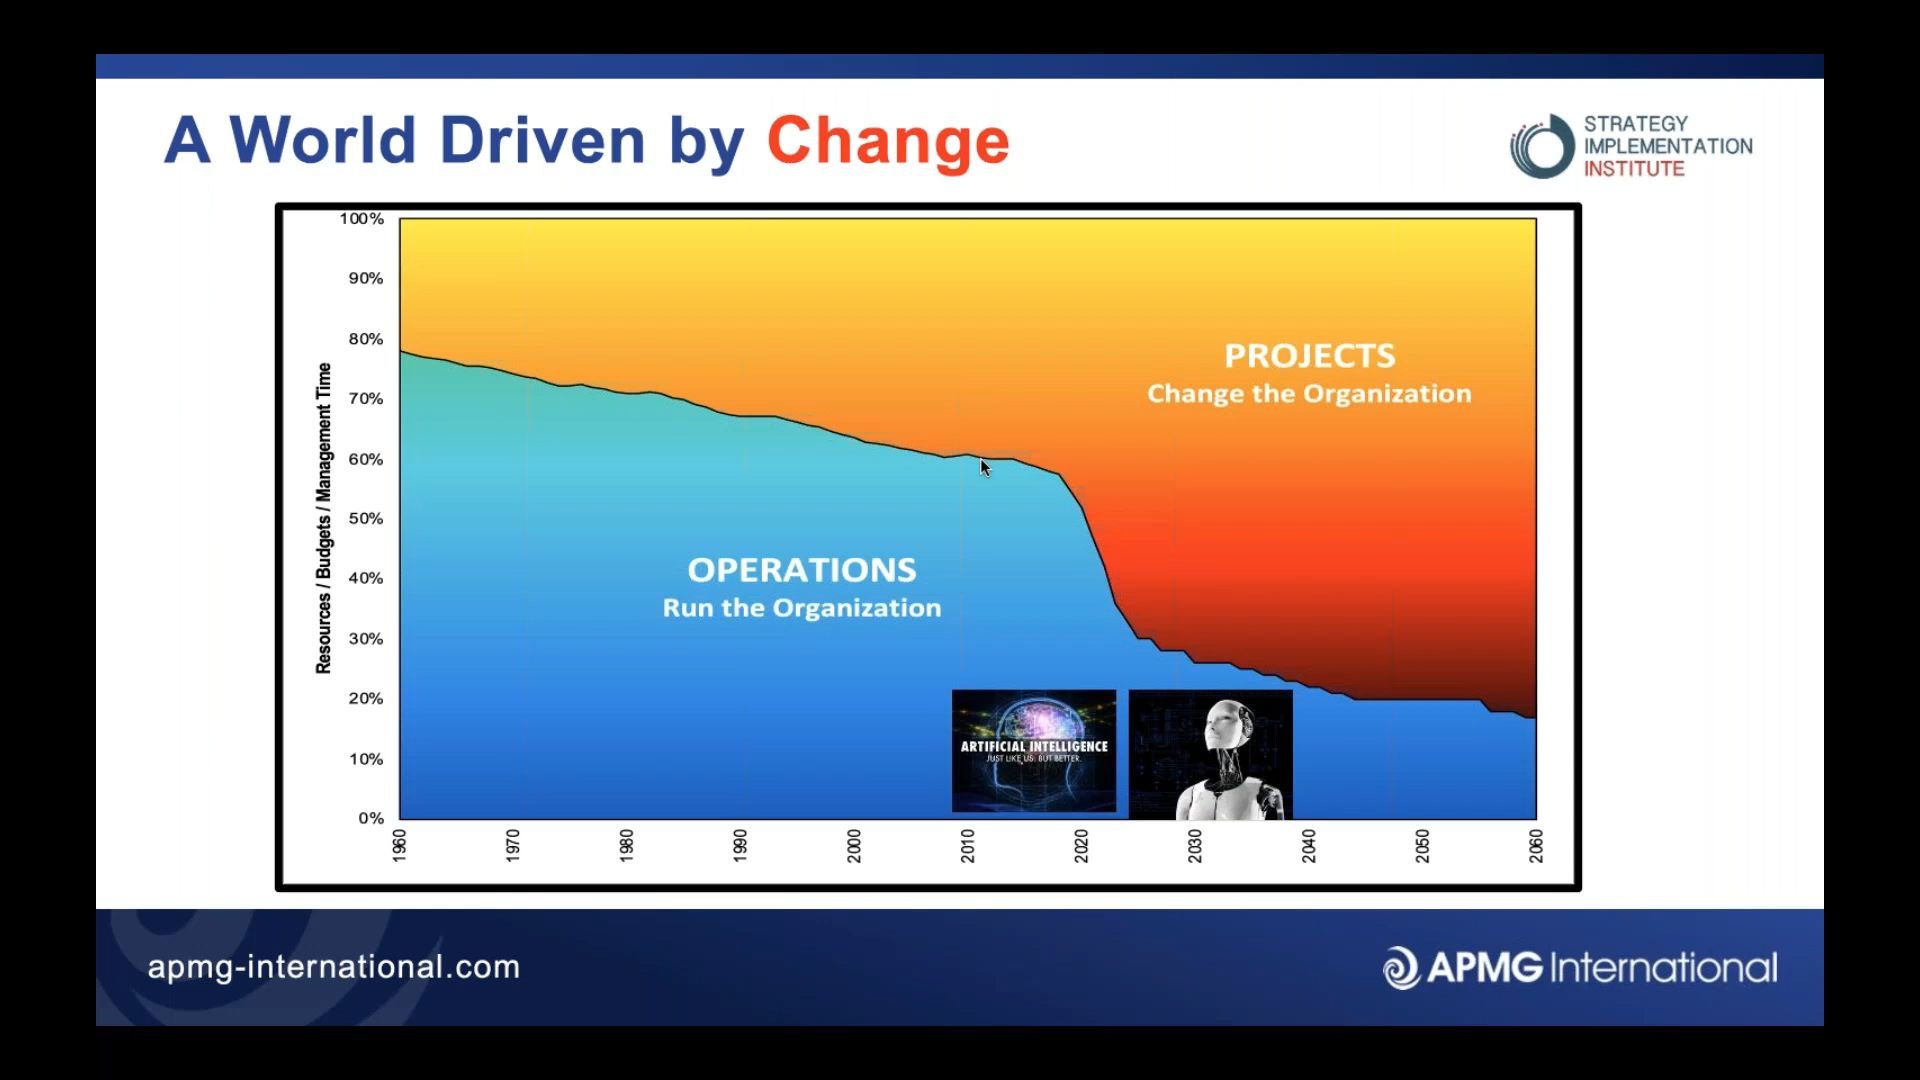 A World Driven by Change
STRATEGY
IMPLEMENTATION
INSTITUTE
100%
90%
80%
70%
60%
50%
40%
30%
20%
10%
0%
Resources / Budgets / Management Time
PROJECTS
Change the Organization
OPERATIONS
Run the Organization
ARTIFICIAL INTELLIGENCE
JUST LIKE US. BUT BETTER.
1960
1970
1980
1990
2000
2010
2020
2030
2040
2050
2060
apmg-international.com
APMG International